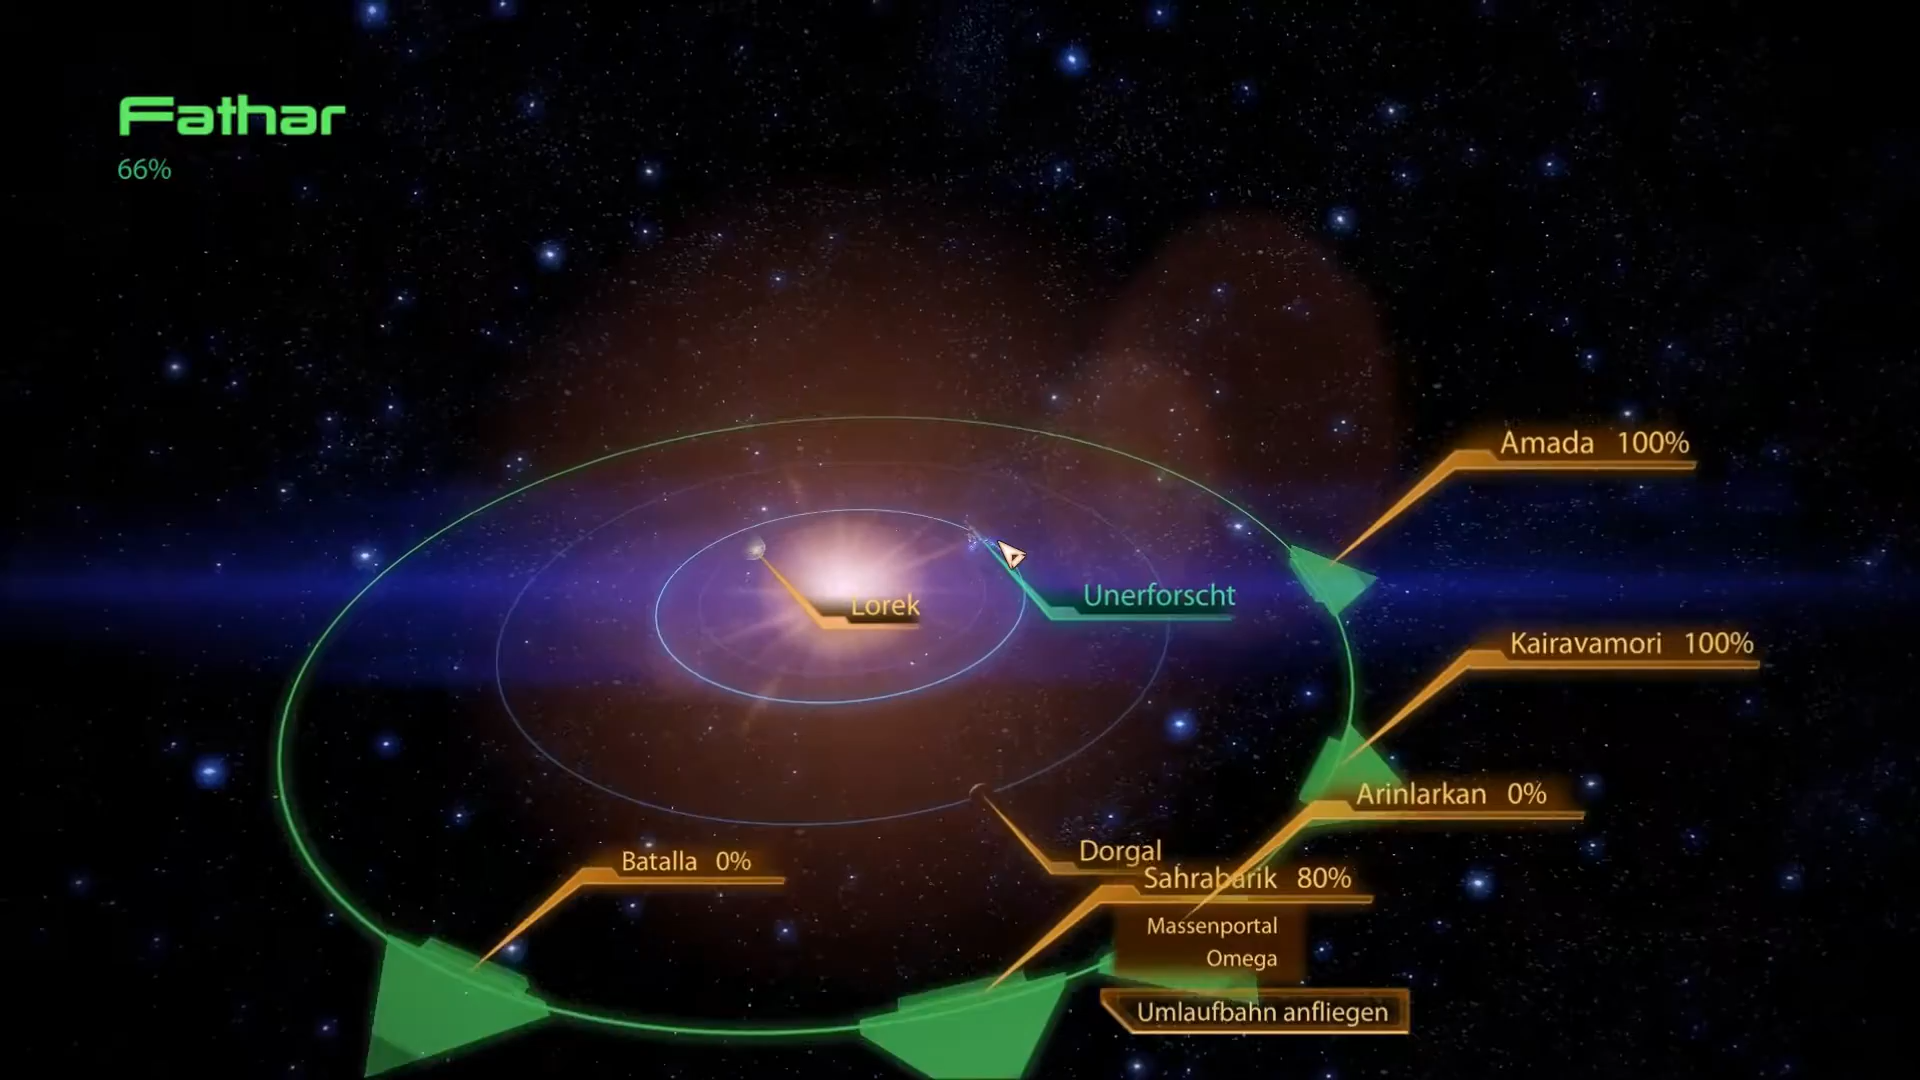 Fathar
66%
Amada 100%
Unerforscht
Lorek
Kairavamori 100%
Arinlarkan 0%
Dorgal
Batalla 0%
Sahrabarik 80%
Massenportal
Omega
Umlaufbahn anfliegen